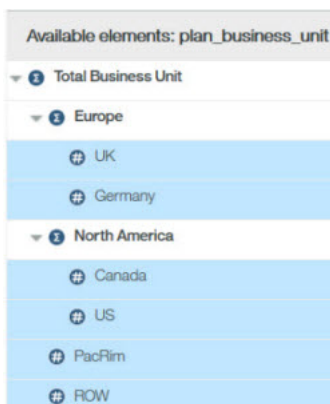 Available elements: plan_business_unit
Total Business Unit
Europe
UK
Germany
North America
Canada
US
PacRim
ROW